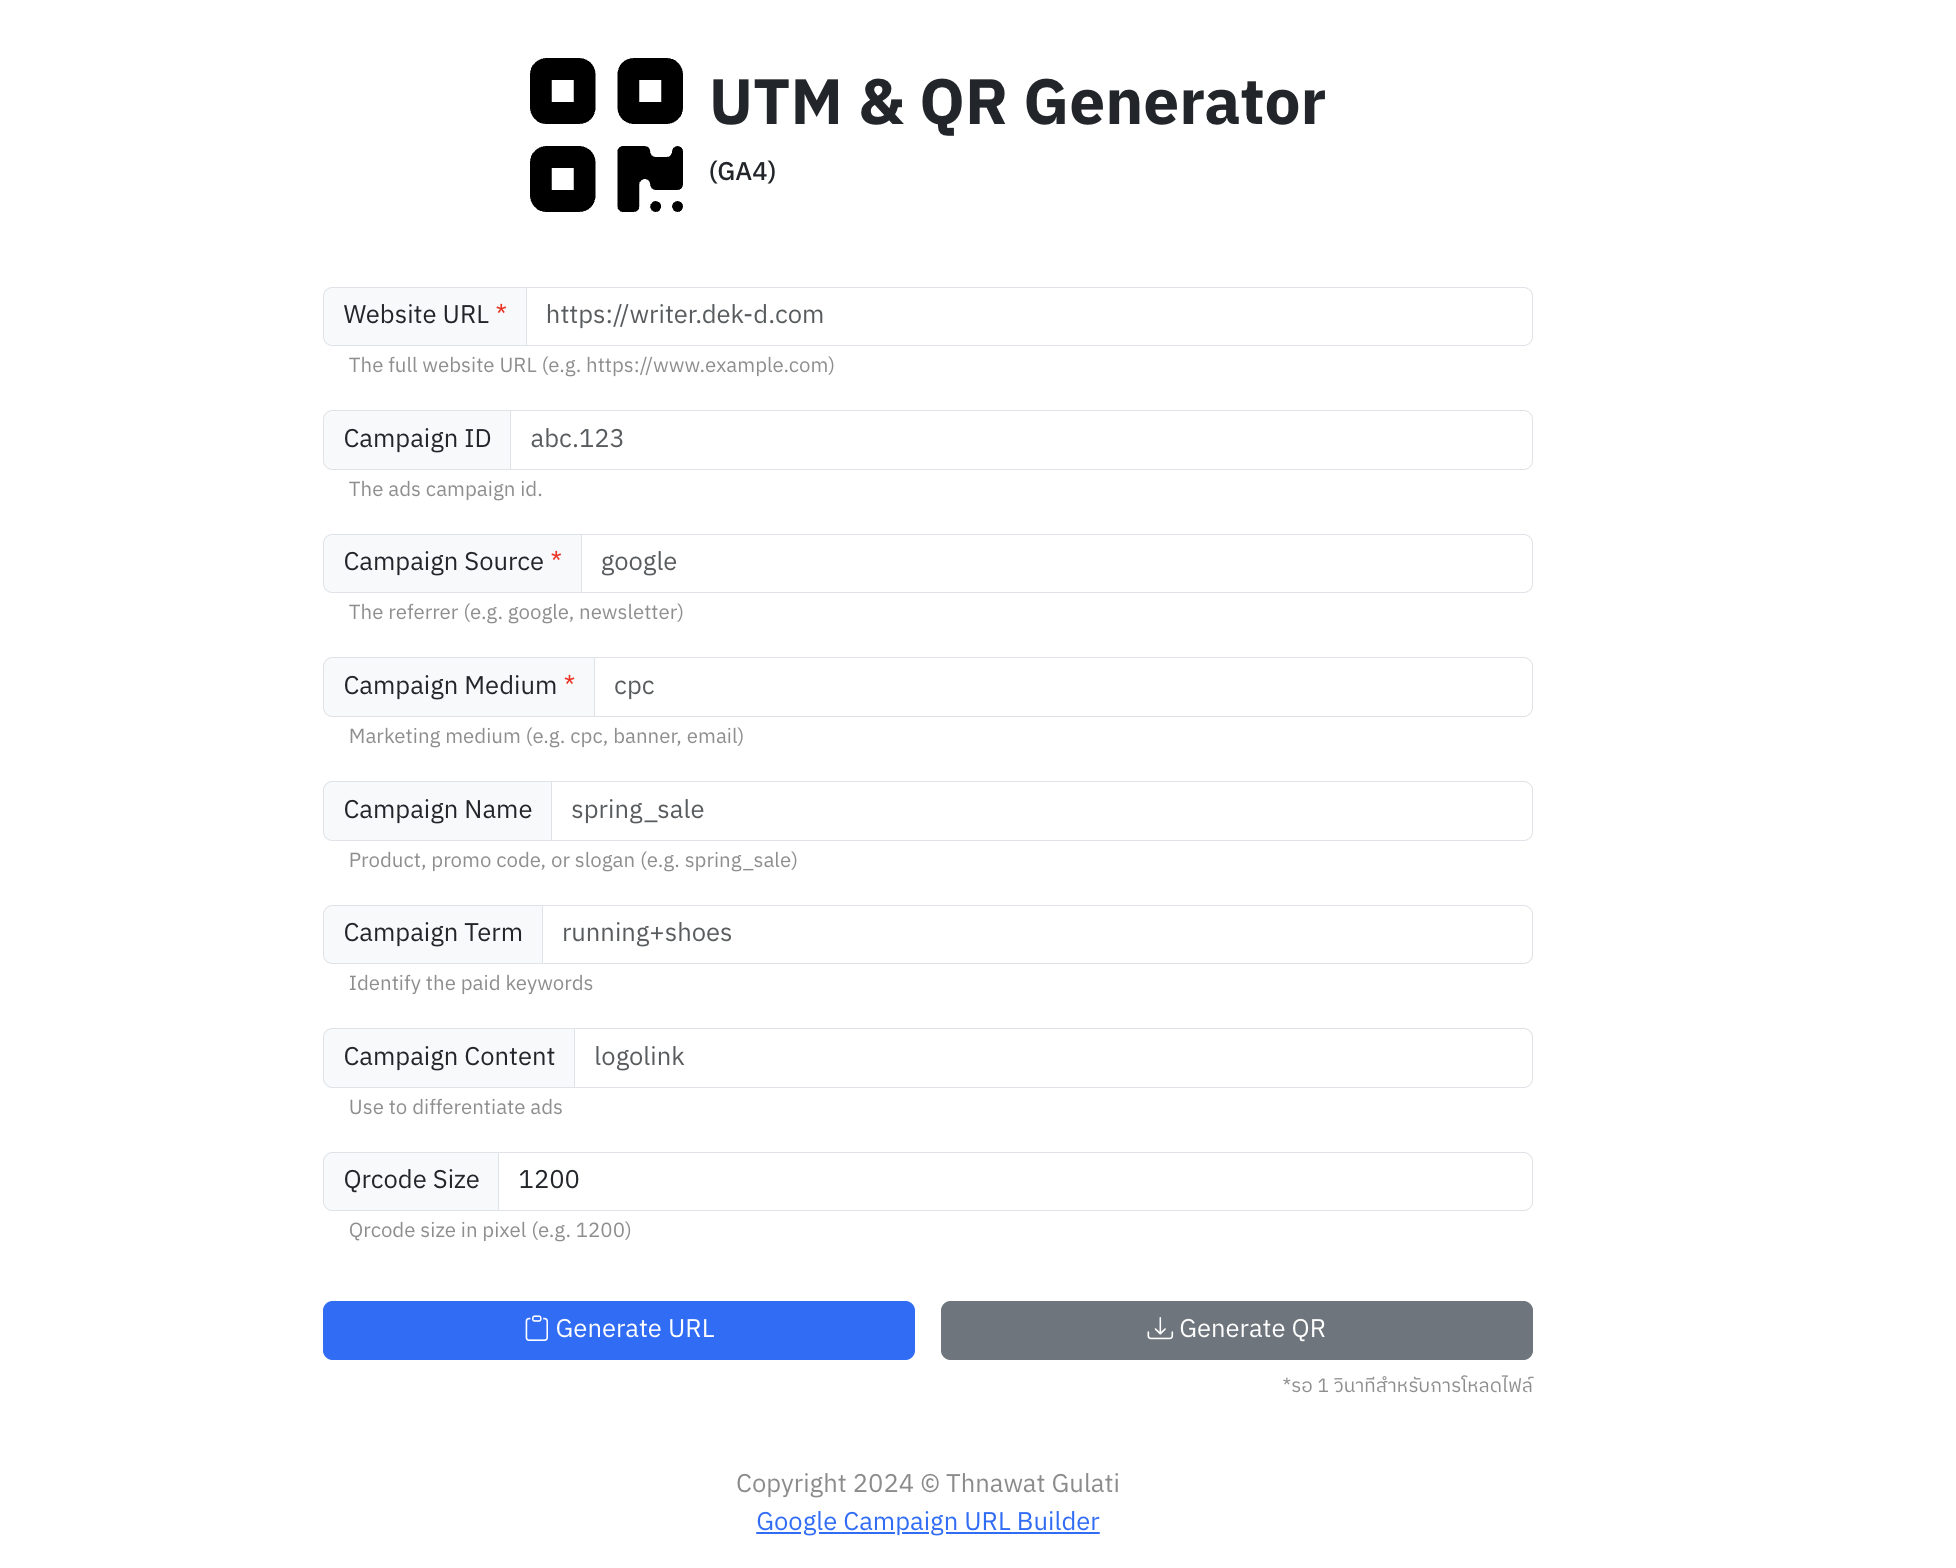 UTM & QR Generator
(GA4)
Website URL * https://writer.dek-d.com
The full website URL (e.g. https://www.example.com)
Campaign ID abc.123
The ads campaign id.
Campaign Source * google
The referrer (e.g. google, newsletter)
Campaign Medium * cpc
Marketing medium (e.g. cpc, banner, email)
Campaign Name spring_sale
Product, promo code, or slogan (e.g. spring_sale)
Campaign Term running+shoes
Identify the paid keywords
Campaign Content logolink
Use to differentiate ads
Qrcode Size 1200
Qrcode size in pixel (e.g. 1200)
Generate URL Generate QR
*รอ 1 วินาทีสำหรับการโหลดไฟล์
Copyright 2024 © Thnawat Gulati
Google Campaign URL Builder